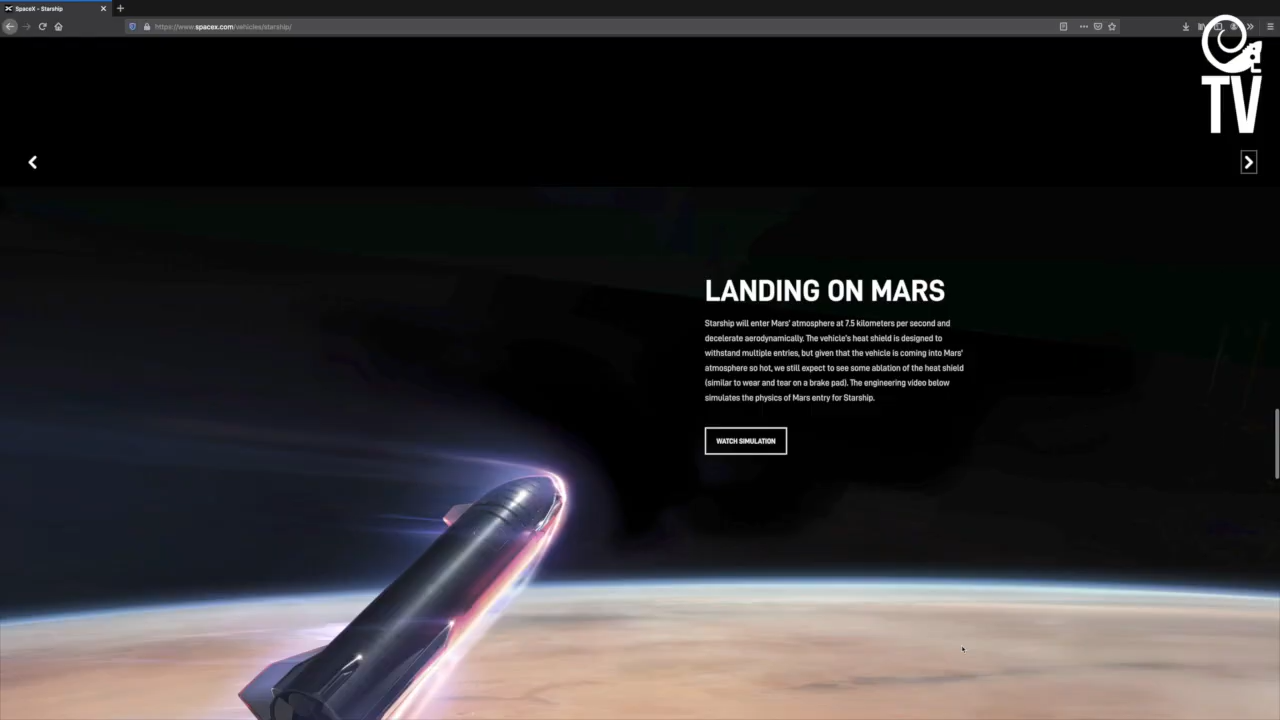 SpaceX - Starship
https://www.spacex.com/vehicles/starship/
TV
LANDING ON MARS
Starship will enter Mars' atmosphere at 7.5 kilometers per second and
decelerate aerodynamically. The vehicle's heat shield is designed to
withstand multiple entries, but given that the vehicle is coming into Mars'
atmosphere so hot, we still expect to see some ablation of the heat shield
(similar to wear and tear on a brake pad). The engineering video below
simulates the physics of Mars entry for Starship.
WATCH SIMULATION